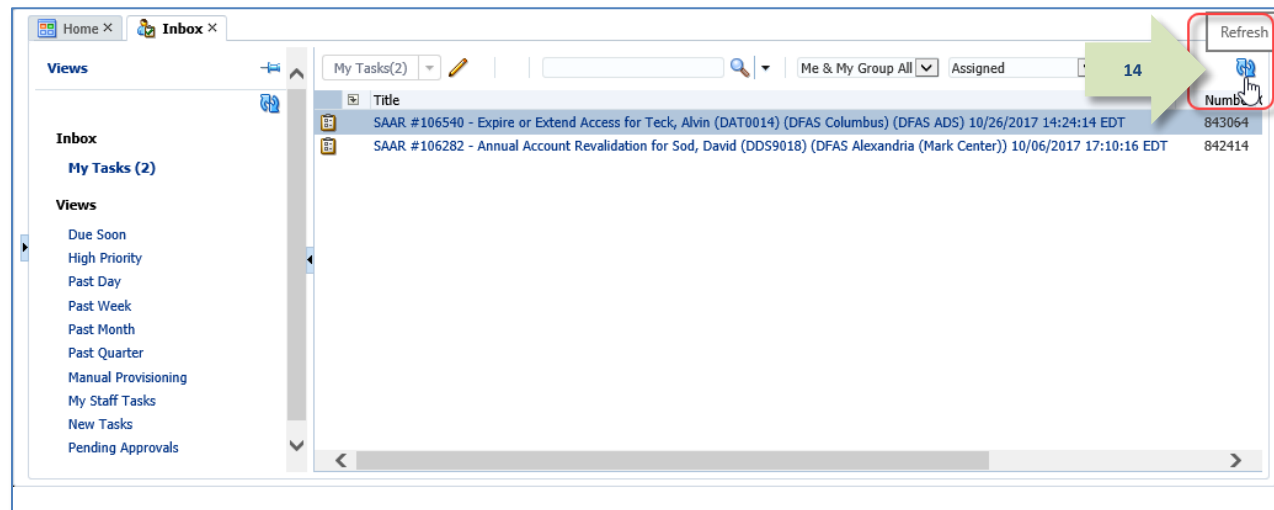 Home × Inbox × Refresh
Views My Tasks(2) Me & My Group All Assigned 14
Title Number
SAAR #106540 - Expire or Extend Access for Teck, Alvin (DAT0014) (DFAS Columbus) (DFAS ADS) 10/26/2017 14:24:14 EDT 843064
Inbox SAAR #106282 - Annual Account Revalidation for Sod, David (DDS9018) (DFAS Alexandria (Mark Center)) 10/06/2017 17:10:16 EDT 842414
My Tasks (2)
Views
Due Soon
High Priority
Past Day
Past Week
Past Month
Past Quarter
Manual Provisioning
My Staff Tasks
New Tasks
Pending Approvals